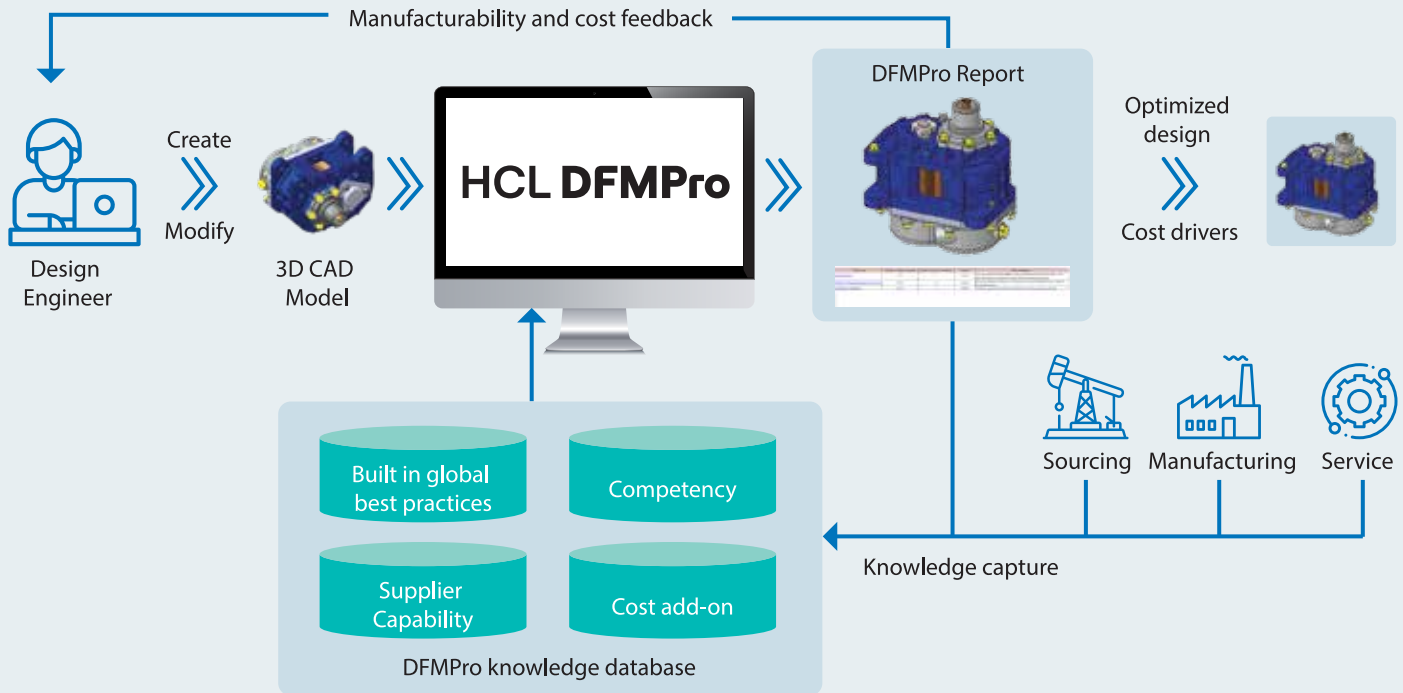 Manufacturability and cost feedback
DFMPro Report
Create
Modify
Design
Engineer
3D CAD
Model
HCL DFMPro
Optimized
design
Cost drivers
Sourcing
Manufacturing
Service
Knowledge capture
Built in global
best practices
Competency
Supplier
Capability
Cost add-on
DFMPro knowledge database